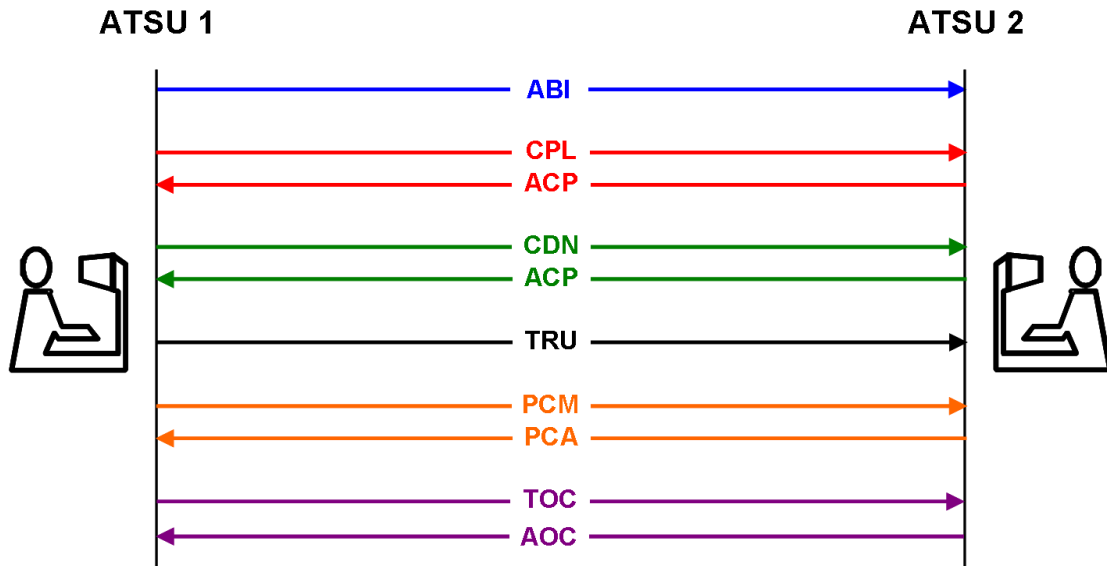 ATSU 1 ATSU 2
ABI
CPL
ACP
CDN
ACP
TRU
PCM
PCA
TOC
AOC